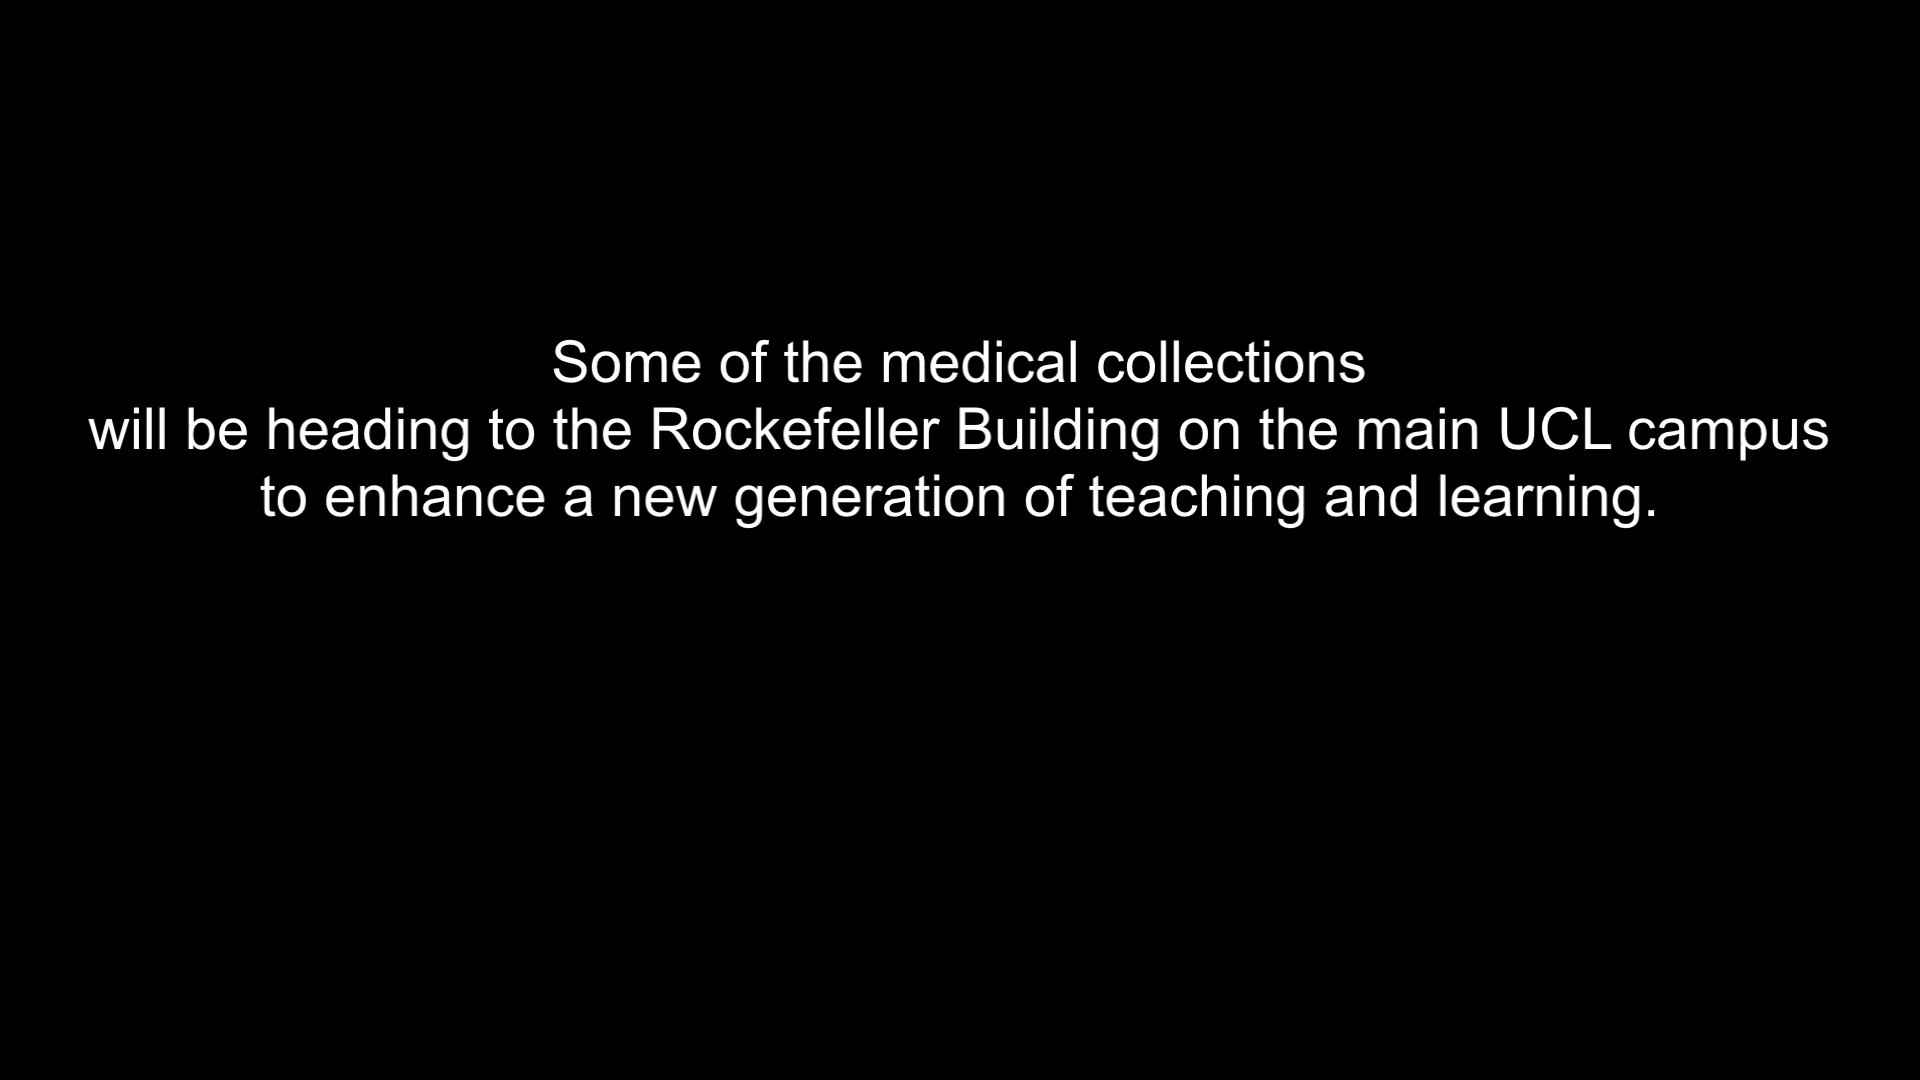 Some of the medical collections
will be heading to the Rockefeller Building on the main UCL campus
to enhance a new generation of teaching and learning.